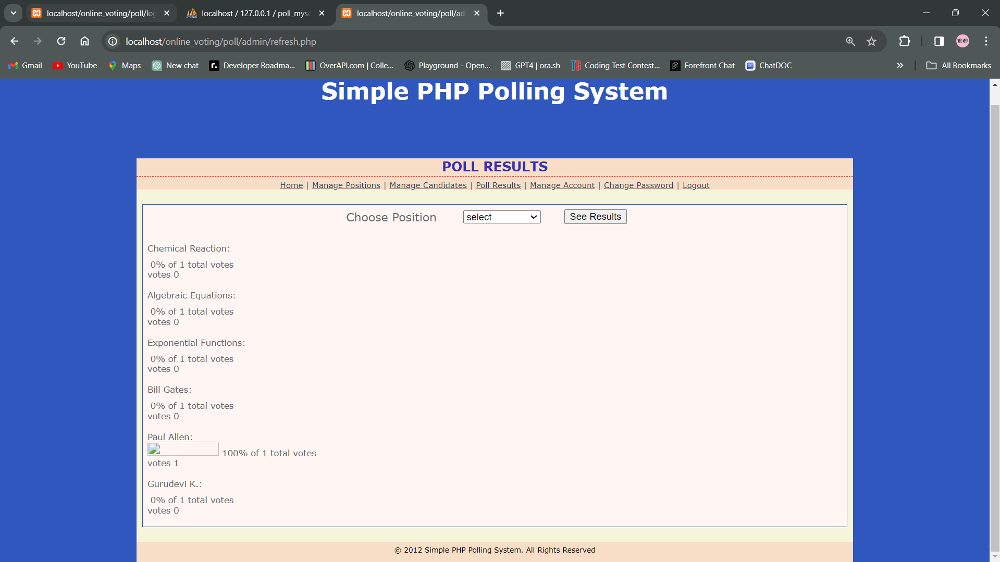 localhost/online_voting/poll/log
localhost / 127.0.0.1 / poll_mysq
localhost/online_voting/poll/ad
localhost/online_voting/poll/admin/refresh.php
Gmail YouTube Maps New chat Developer Roadma... OverAPI.com | Colle... Playground - Open... GPT4 | ora.sh Coding Test Contest... Forefront Chat ChatDOC » All Bookmarks
Simple PHP Polling System
POLL RESULTS
Home | Manage Positions | Manage Candidates | Poll Results | Manage Account | Change Password | Logout
Choose Position select See Results
Chemical Reaction:
0% of 1 total votes
votes 0
Algebraic Equations:
0% of 1 total votes
votes 0
Exponential Functions:
0% of 1 total votes
votes 0
Bill Gates:
0% of 1 total votes
votes 0
Paul Allen:
100% of 1 total votes
votes 1
Gurudevi K.:
0% of 1 total votes
votes 0
© 2012 Simple PHP Polling System. All Rights Reserved